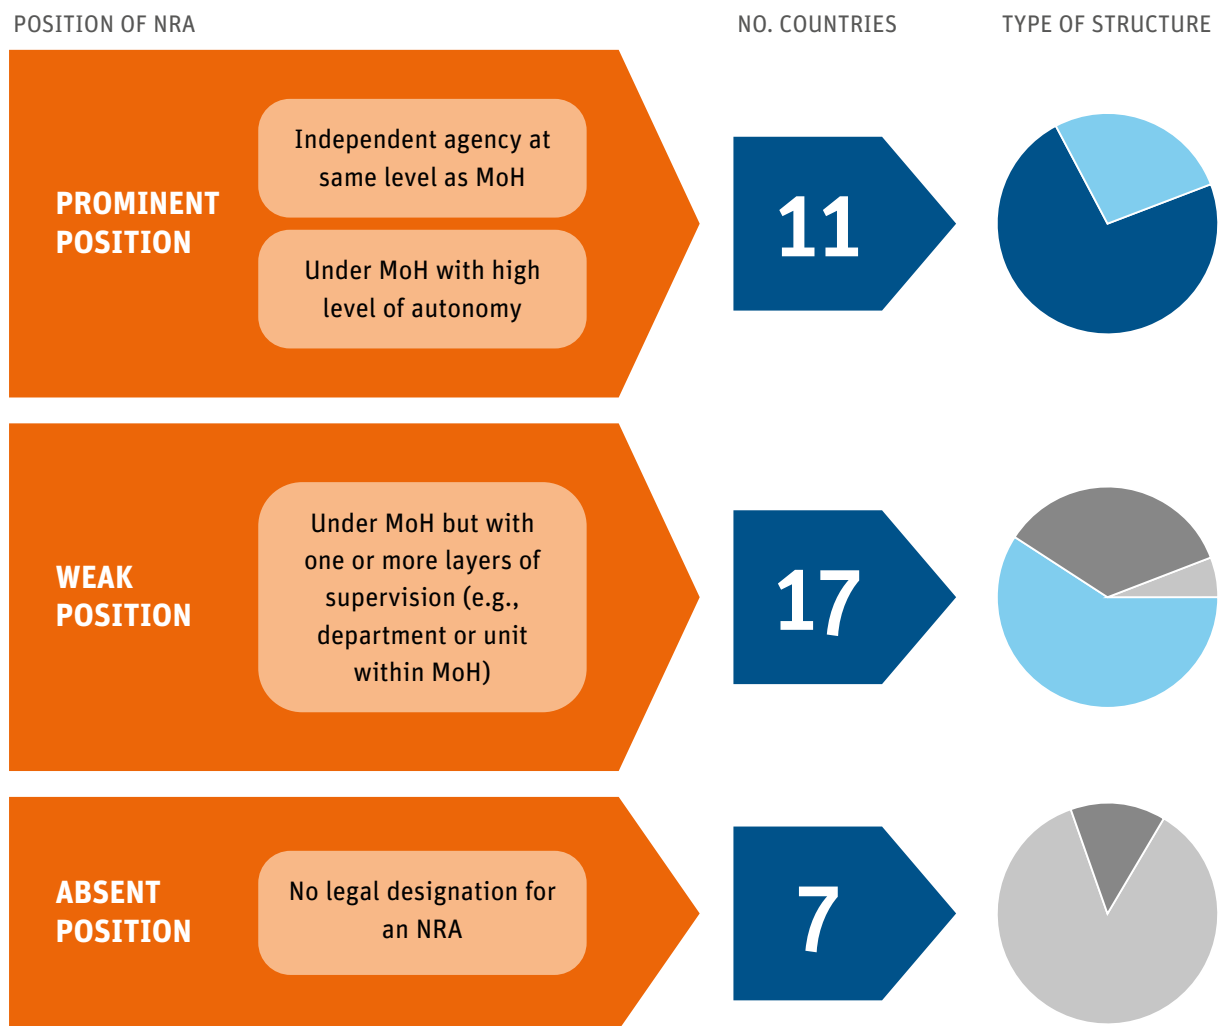 POSITION OF NRA
NO. COUNTRIES
TYPE OF STRUCTURE
PROMINENT
POSITION
Independent agency at
same level as MoH
Under MoH with high
level of autonomy
11
WEAK
POSITION
Under MoH but with
one or more layers of
supervision (e.g.,
department or unit
within MoH)
17
ABSENT
POSITION
No legal designation for
an NRA
7